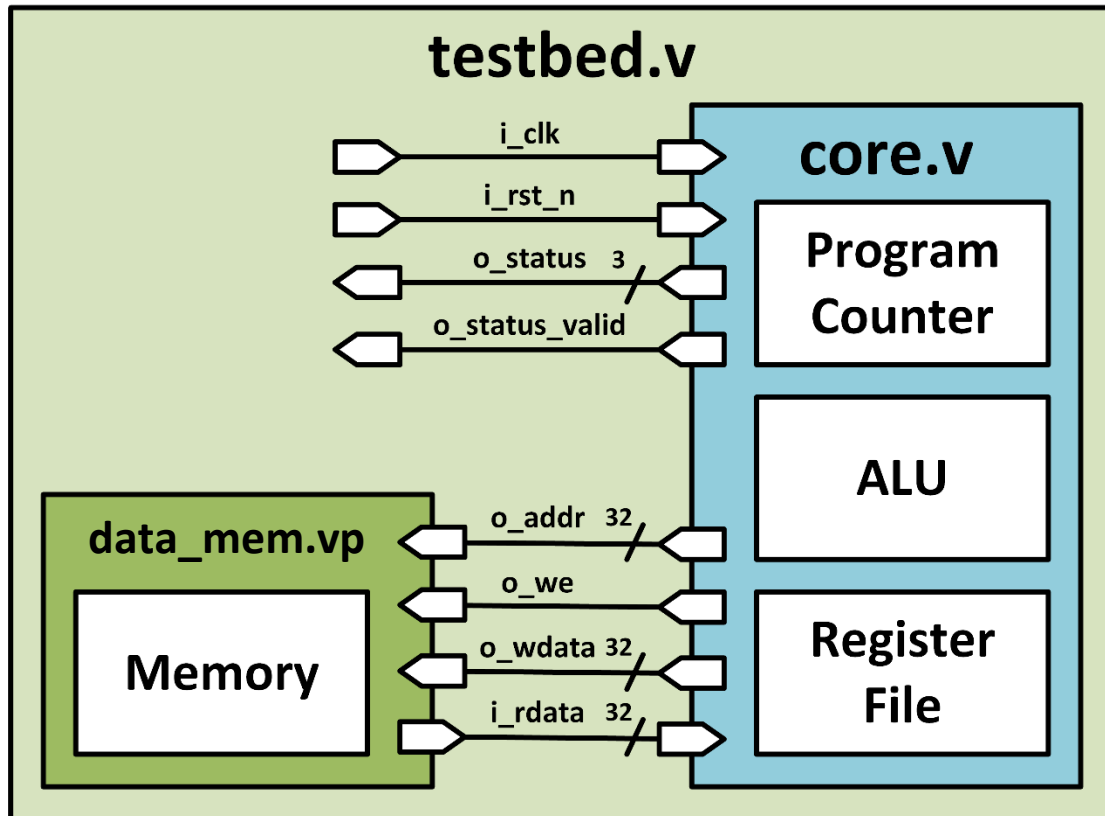 testbed.v
i_clk
i_rst_n
o_status 3
o_status_valid
core.v
Program
Counter
ALU
Register
File
data_mem.vp
Memory
o_addr 32
o_we
o_wdata 32
i_rdata 32